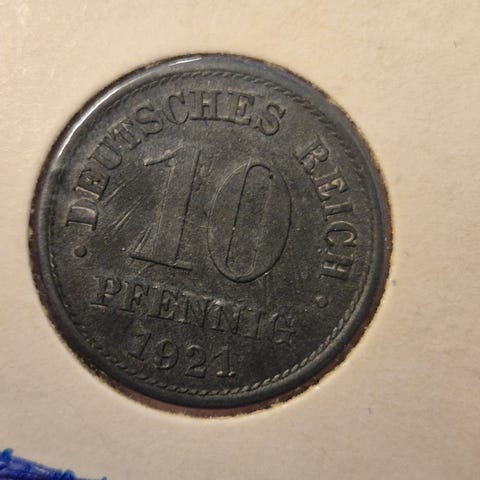 DEUTSCHES REICH
10
PFENNIG
1921